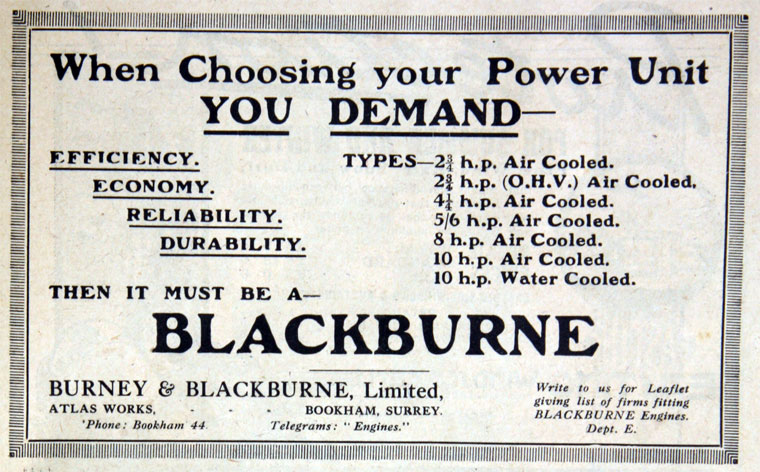 When Choosing your Power Unit
YOU DEMAND—
EFFICIENCY.
ECONOMY.
RELIABILITY.
DURABILITY.
TYPES—2¾ h.p. Air Cooled.
2¾ h.p. (O.H.V.) Air Cooled.
4¼ h.p. Air Cooled.
5/6 h.p. Air Cooled.
8 h.p. Air Cooled.
10 h.p. Air Cooled.
10 h.p. Water Cooled.
THEN IT MUST BE A—
BLACKBURNE
BURNEY & BLACKBURNE, Limited,
ATLAS WORKS, - - - BOOKHAM, SURREY.
'Phone: Bookham 44. Telegrams: "Engines."
Write to us for Leaflet
giving list of firms fitting
BLACKBURNE Engines.
Dept. E.